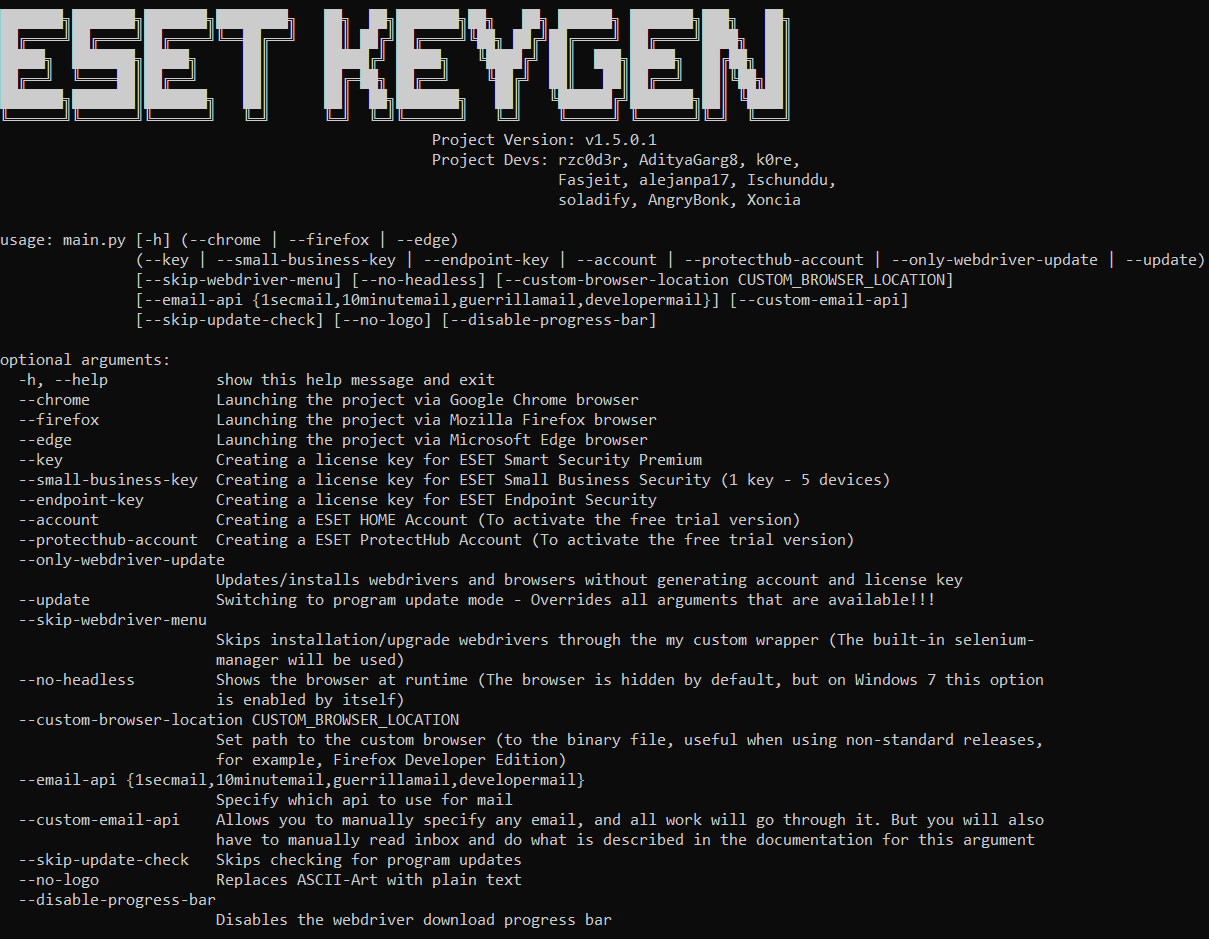 ESET KEYGEN
Project Version: v1.5.0.1
Project Devs: rzc0d3r, AdityaGarg8, k0re,
Fasjeit, alejanpa17, Ischunddu,
soladify, AngryBonk, Xoncia
usage: main.py [-h] (--chrome | --firefox | --edge)
(--key | --small-business-key | --endpoint-key | --account | --protecthub-account | --only-webdriver-update | --update)
[--skip-webdriver-menu] [--no-headless] [--custom-browser-location CUSTOM_BROWSER_LOCATION]
[--email-api {1secmail,10minutemail,guerrillamail,developermail}] [--custom-email-api]
[--skip-update-check] [--no-logo] [--disable-progress-bar]
optional arguments:
-h, --help show this help message and exit
--chrome Launching the project via Google Chrome browser
--firefox Launching the project via Mozilla Firefox browser
--edge Launching the project via Microsoft Edge browser
--key Creating a license key for ESET Smart Security Premium
--small-business-key Creating a license key for ESET Small Business Security (1 key - 5 devices)
--endpoint-key Creating a license key for ESET Endpoint Security
--account Creating a ESET HOME Account (To activate the free trial version)
--protecthub-account Creating a ESET ProtectHub Account (To activate the free trial version)
--only-webdriver-update
Updates/installs webdrivers and browsers without generating account and license key
--update Switching to program update mode - Overrides all arguments that are available!!!
--skip-webdriver-menu
Skips installation/upgrade webdrivers through the my custom wrapper (The built-in selenium-
manager will be used)
--no-headless Shows the browser at runtime (The browser is hidden by default, but on Windows 7 this option
is enabled by itself)
--custom-browser-location CUSTOM_BROWSER_LOCATION
Set path to the custom browser (to the binary file, useful when using non-standard releases,
for example, Firefox Developer Edition)
--email-api {1secmail,10minutemail,guerrillamail,developermail}
Specify which api to use for mail
--custom-email-api Allows you to manually specify any email, and all work will go through it. But you will also
have to manually read inbox and do what is described in the documentation for this argument
--skip-update-check Skips checking for program updates
--no-logo Replaces ASCII-Art with plain text
--disable-progress-bar
Disables the webdriver download progress bar